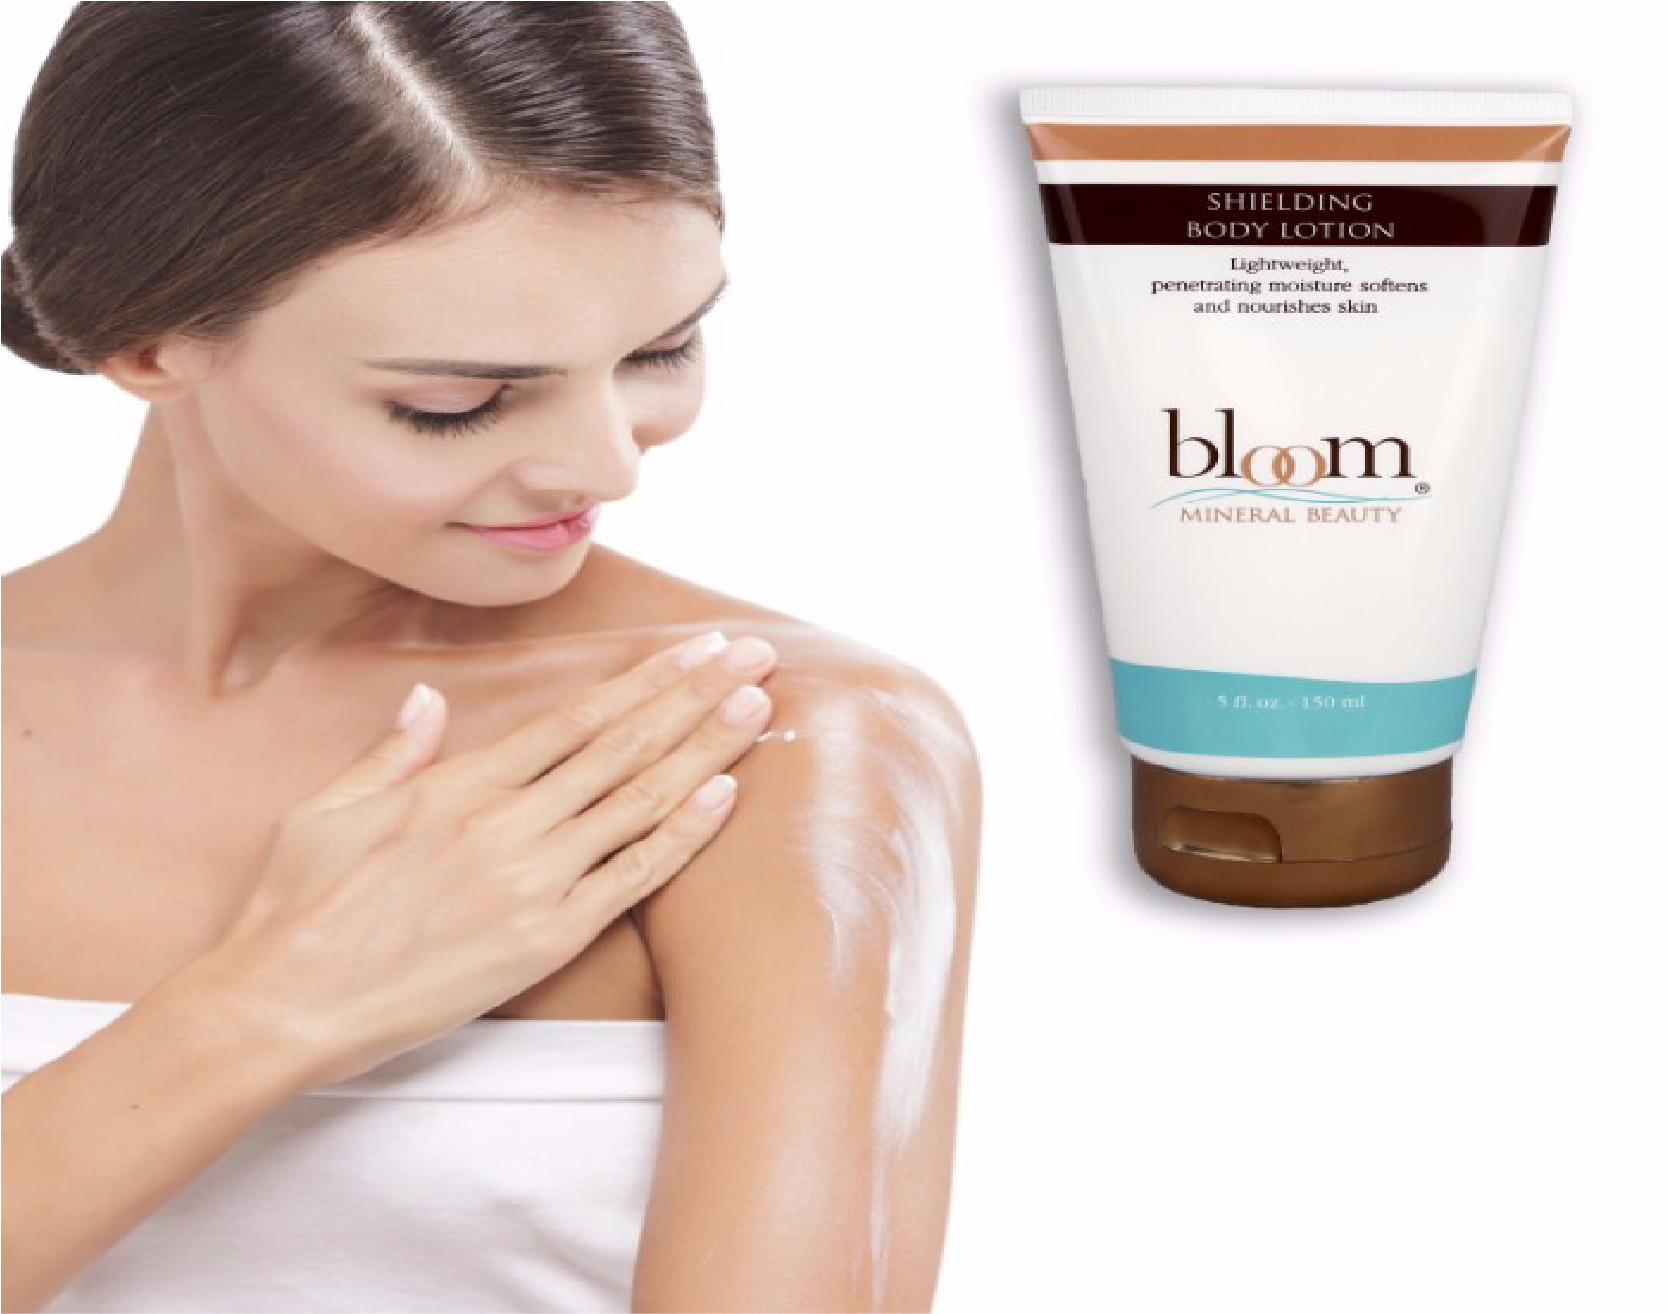 SHIELDING
BODY LOTION
Lightweight,
penetrating moisture softens
and nourishes skin
bloom®
MINERAL BEAUTY
5 fl. oz. - 150 ml